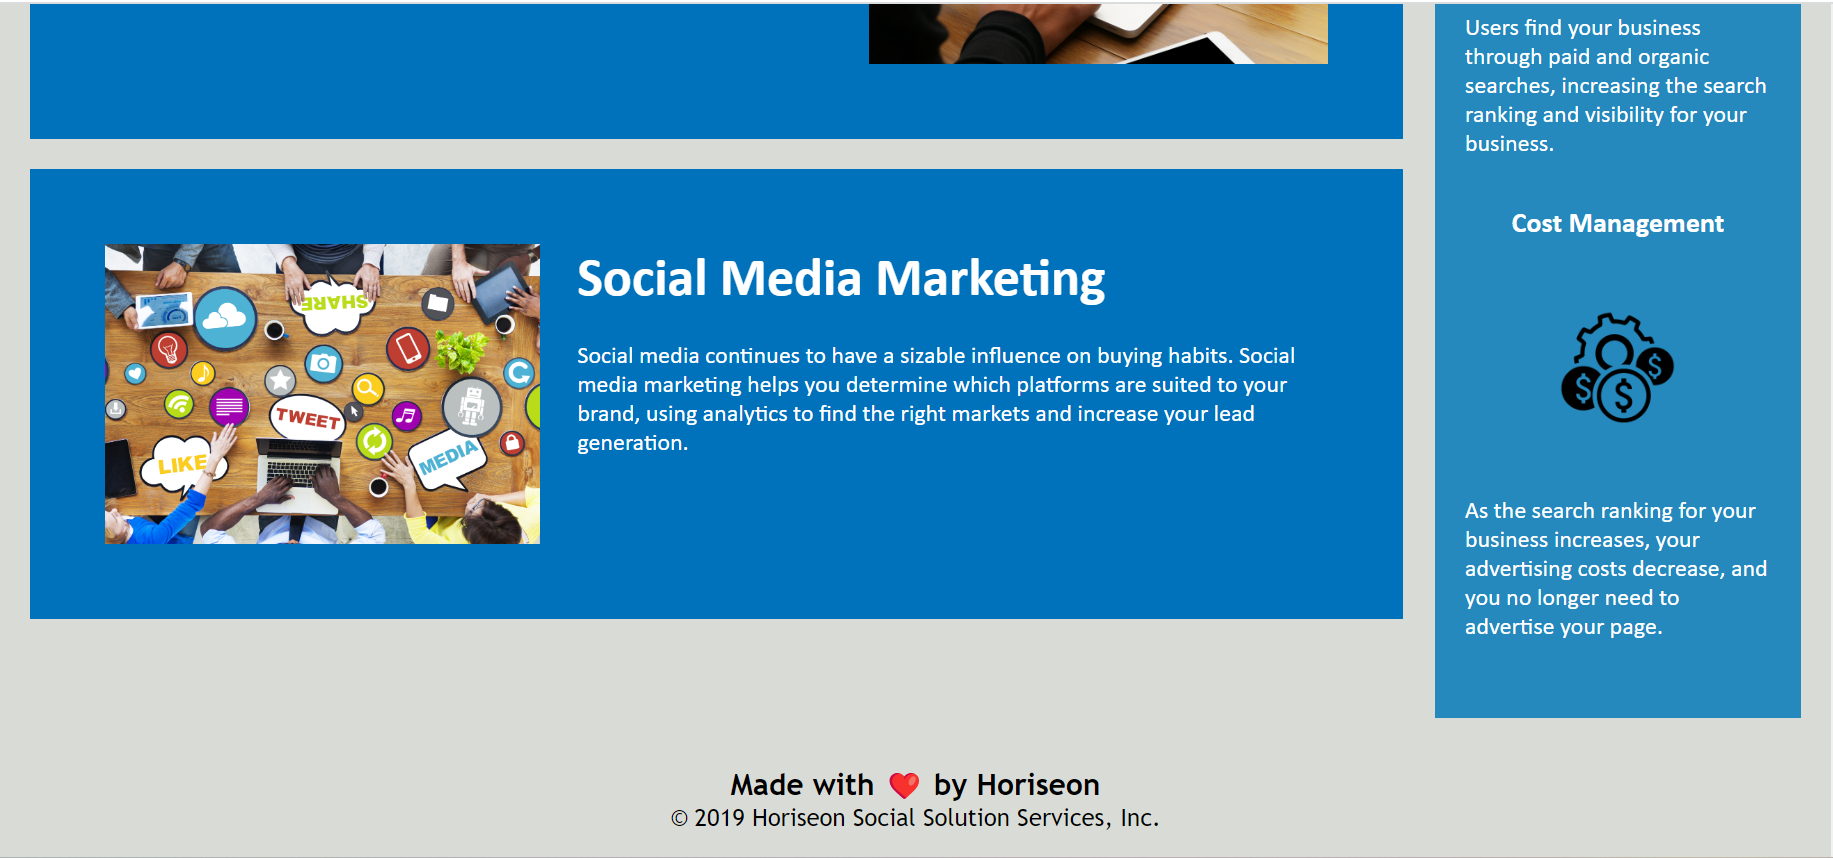 Users find your business
through paid and organic
searches, increasing the search
ranking and visibility for your
business.
Social Media Marketing
Social media continues to have a sizable influence on buying habits. Social
media marketing helps you determine which platforms are suited to your
brand, using analytics to find the right markets and increase your lead
generation.
SHARE
TWEET
LIKE
MEDIA
Cost Management
$
$
$
As the search ranking for your
business increases, your
advertising costs decrease, and
you no longer need to
advertise your page.
Made with ❤️ by Horiseon
© 2019 Horiseon Social Solution Services, Inc.